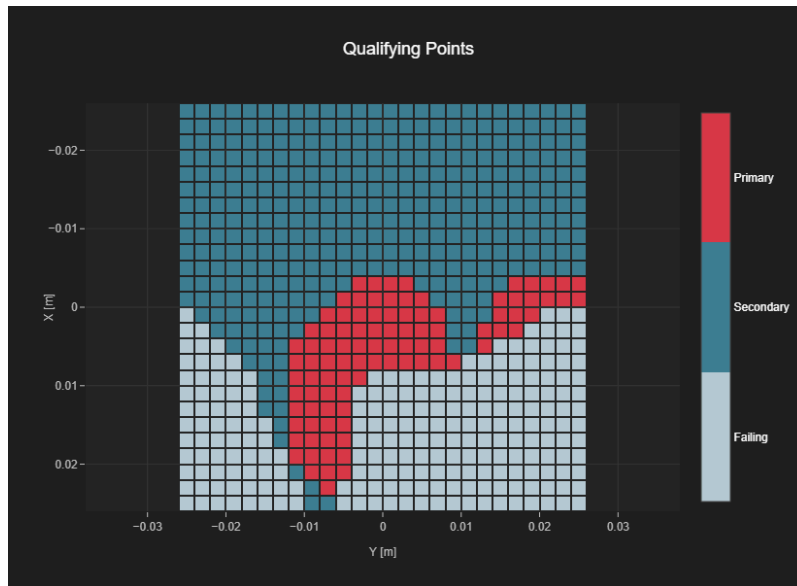 Qualifying Points
−0.02
−0.01
0
0.01
0.02
X [m]
−0.03
−0.02
−0.01
0
0.01
0.02
0.03
Y [m]
Primary
Secondary
Failing